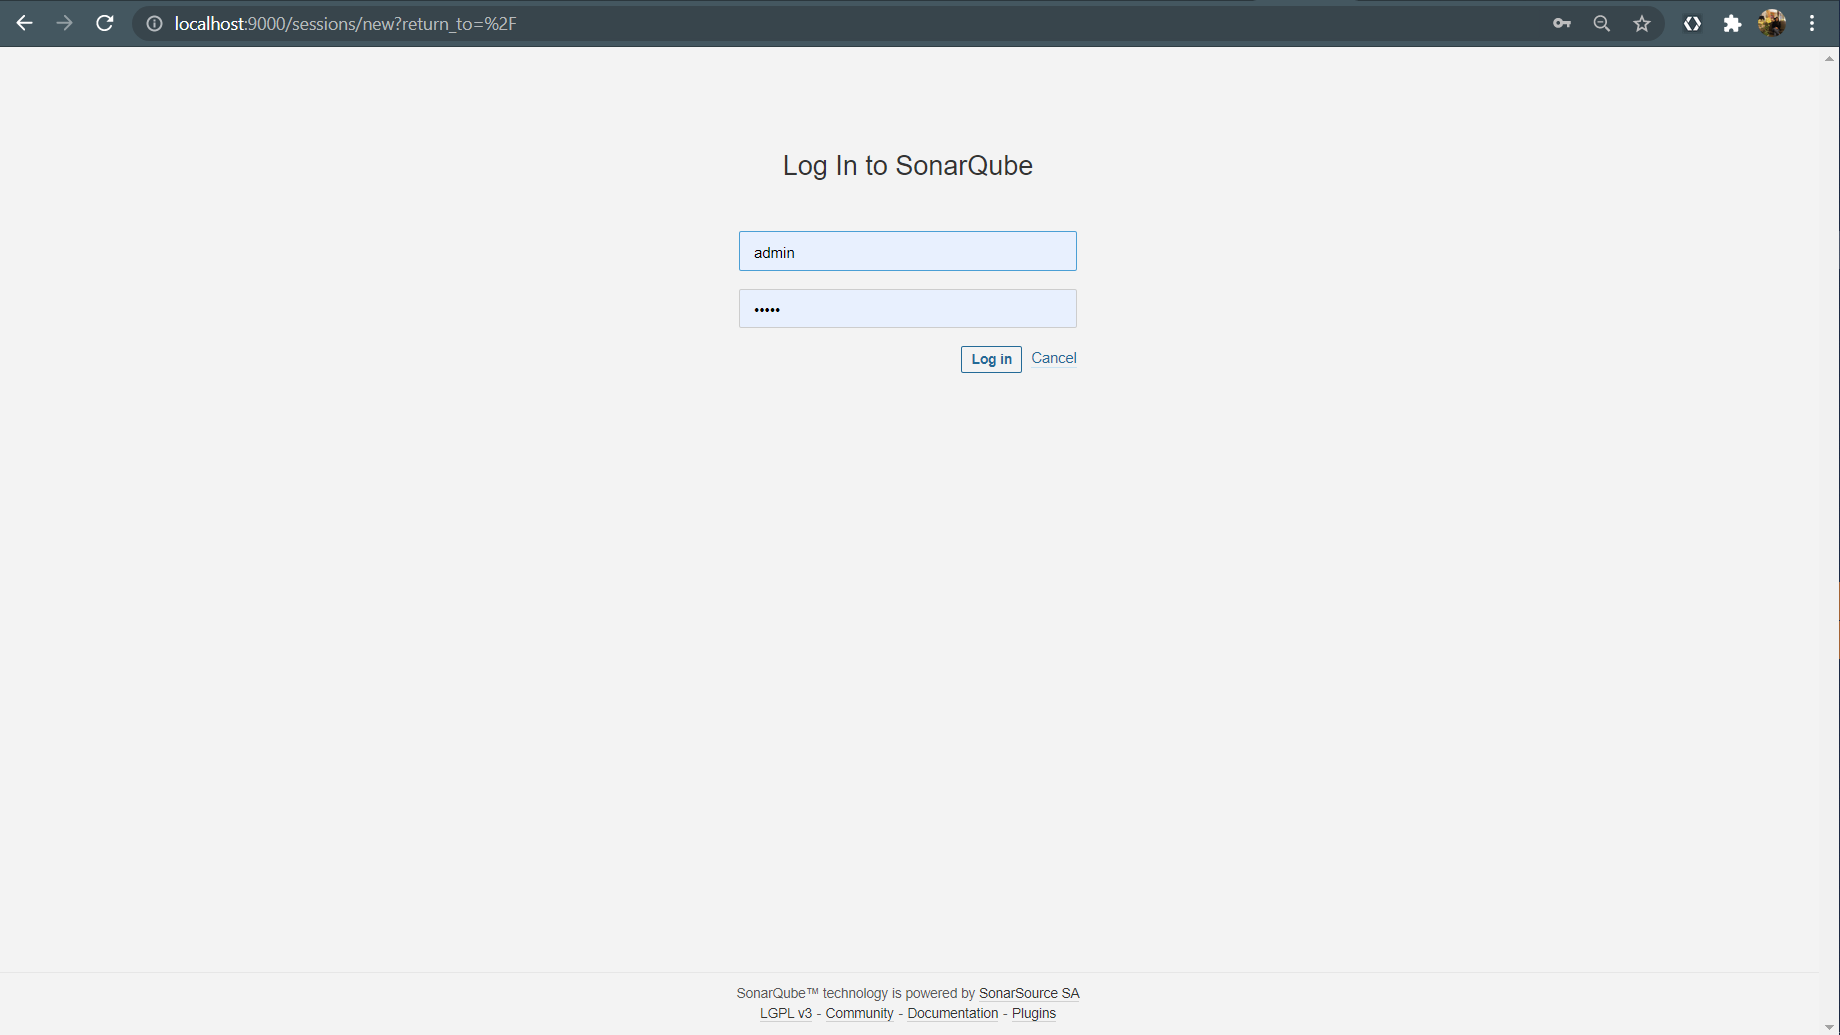 localhost:9000/sessions/new?return_to=%2F
Log In to SonarQube
admin
•••••
Log in Cancel
SonarQube™ technology is powered by SonarSource SA
LGPL v3 - Community - Documentation - Plugins